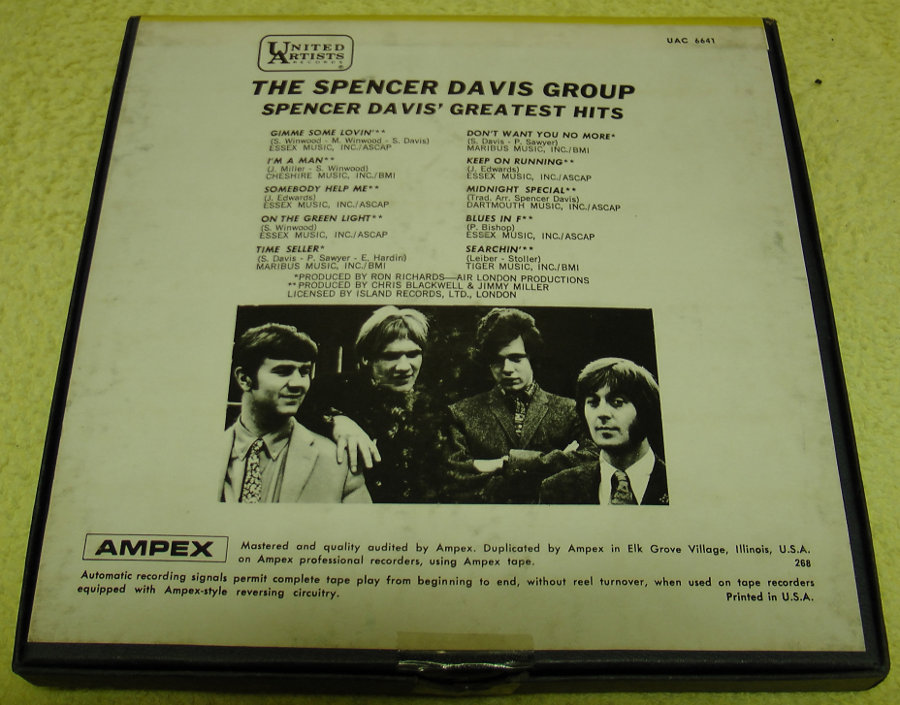 UAC 6641
UNITED
ARTISTS
RECORDS
THE SPENCER DAVIS GROUP
SPENCER DAVIS' GREATEST HITS
GIMME SOME LOVIN'**
(S. Winwood - M. Winwood - S. Davis)
ESSEX MUSIC, INC./ASCAP
I'M A MAN**
(J. Miller - S. Winwood)
CHESHIRE MUSIC, INC./BMI
SOMEBODY HELP ME**
(J. Edwards)
ESSEX MUSIC, INC./ASCAP
ON THE GREEN LIGHT**
(S. Winwood)
ESSEX MUSIC, INC./ASCAP
TIME SELLER*
(S. Davis - P. Sawyer - E. Hardin)
MARIBUS MUSIC, INC./BMI
DON'T WANT YOU NO MORE*
(S. Davis - P. Sawyer)
MARIBUS MUSIC, INC./BMI
KEEP ON RUNNING**
(J. Edwards)
ESSEX MUSIC, INC./ASCAP
MIDNIGHT SPECIAL**
(Trad. Arr. Spencer Davis)
DARTMOUTH MUSIC, INC./ASCAP
BLUES IN F**
(P. Bishop)
ESSEX MUSIC, INC./ASCAP
SEARCHIN'**
(Leiber - Stoller)
TIGER MUSIC, INC./BMI
*PRODUCED BY RON RICHARDS—AIR LONDON PRODUCTIONS
**PRODUCED BY CHRIS BLACKWELL & JIMMY MILLER
LICENSED BY ISLAND RECORDS, LTD., LONDON
AMPEX
Mastered and quality audited by Ampex. Duplicated by Ampex in Elk Grove Village, Illinois, U.S.A.
on Ampex professional recorders, using Ampex tape. 268
Automatic recording signals permit complete tape play from beginning to end, without reel turnover, when used on tape recorders
equipped with Ampex-style reversing circuitry. Printed in U.S.A.